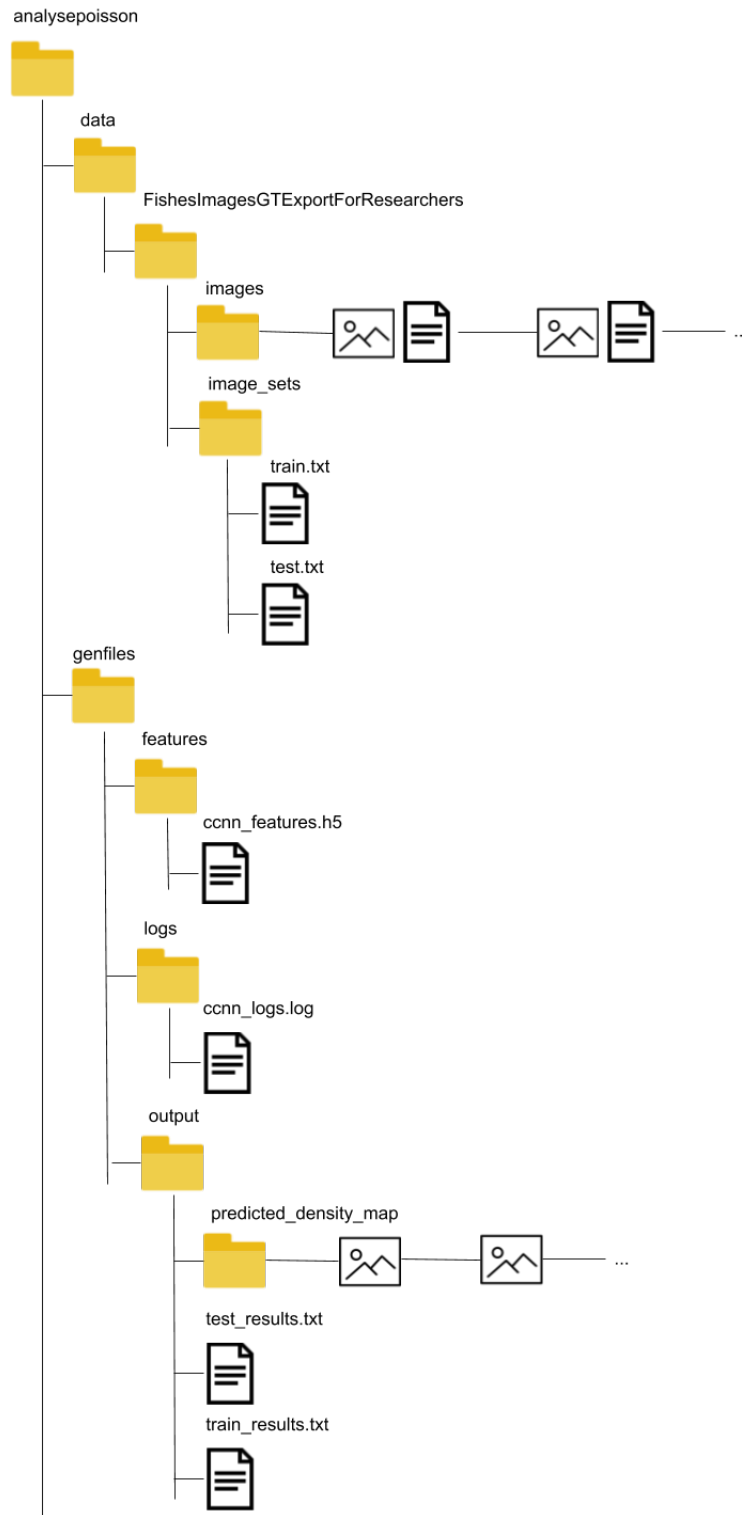 analysepoisson
data
FishesImagesGTExportForResearchers
images
...
image_sets
train.txt
test.txt
genfiles
features
ccnn_features.h5
logs
ccnn_logs.log
output
predicted_density_map
...
test_results.txt
train_results.txt